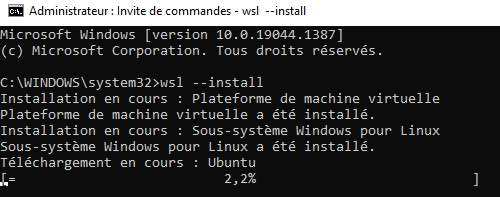 Administrateur : Invite de commandes - wsl --install
Microsoft Windows [version 10.0.19044.1387]
(c) Microsoft Corporation. Tous droits réservés.
C:\WINDOWS\system32>wsl --install
Installation en cours : Plateforme de machine virtuelle
Plateforme de machine virtuelle a été installé.
Installation en cours : Sous-système Windows pour Linux
Sous-système Windows pour Linux a été installé.
Téléchargement en cours : Ubuntu
[= 2,2% ]